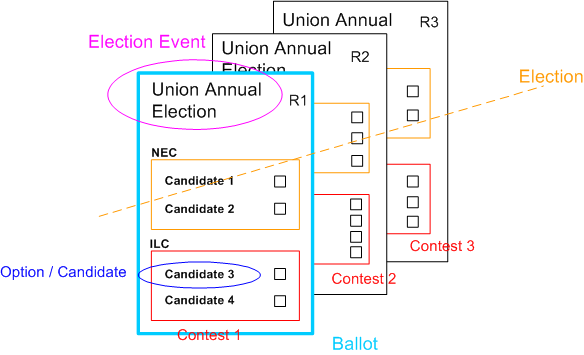 Union Annual
R3
Election Event
Union Annual
Election
R2
Election
Union Annual
Election
R1
NEC
Candidate 1
Candidate 2
ILC
Option / Candidate
Candidate 3
Candidate 4
Contest 3
Contest 2
Contest 1
Ballot